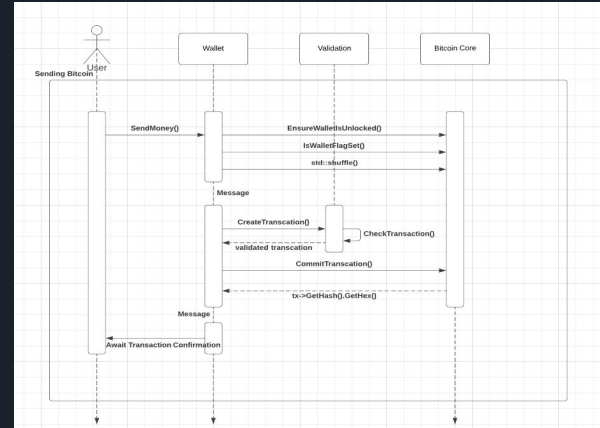 Wallet
Validation
Bitcoin Core
User
Sending Bitcoin
SendMoney()
EnsureWalletIsUnlocked()
IsWalletFlagSet()
std::shuffle()
Message
CreateTranscation()
CheckTransaction()
validated transcation
CommitTranscation()
tx->GetHash().GetHex()
Message
Await Transaction Confirmation